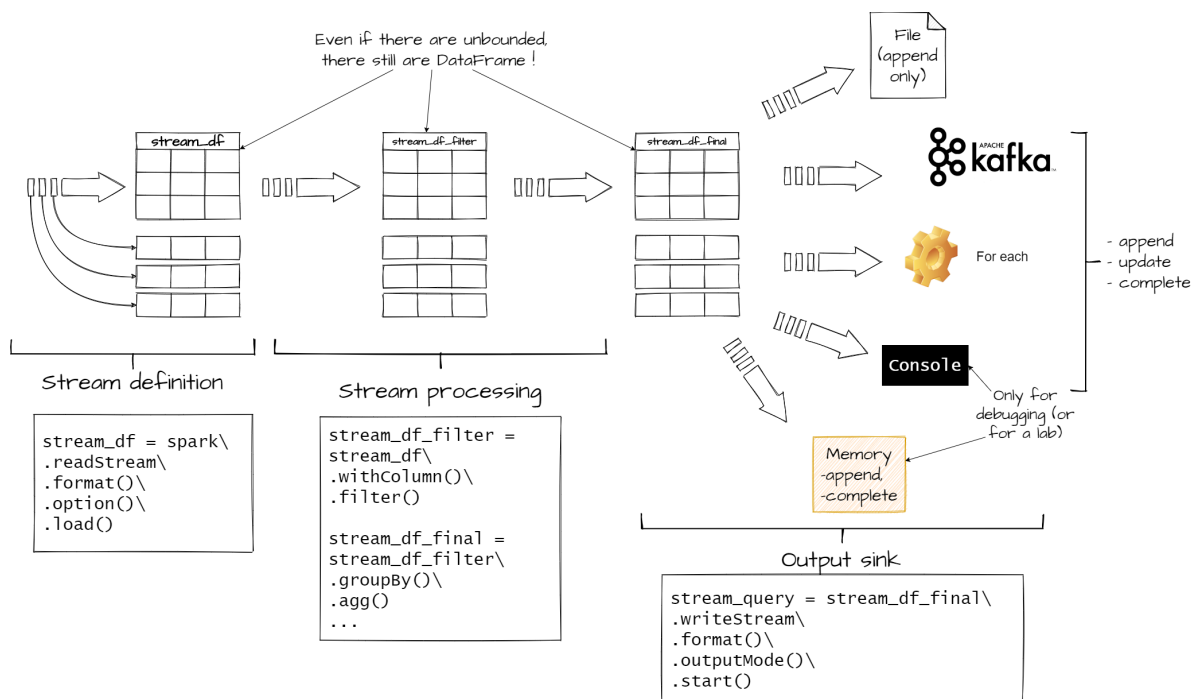 Even if there are unbounded,
there still are DataFrame !
File
(append
only)
stream_df
stream_df_filter
stream_df_final
APACHE
kafka
For each
- append
- update
- complete
Console
Only for
debugging (or
for a lab)
Memory
-append,
-complete
Stream definition
stream_df = spark\
.readStream\
.format()\
.option()\
.load()
Stream processing
stream_df_filter =
stream_df\
.withColumn()\
.filter()
stream_df_final =
stream_df_filter\
.groupBy()\
.agg()
...
Output sink
stream_query = stream_df_final\
.writeStream\
.format()\
.outputMode()\
.start()